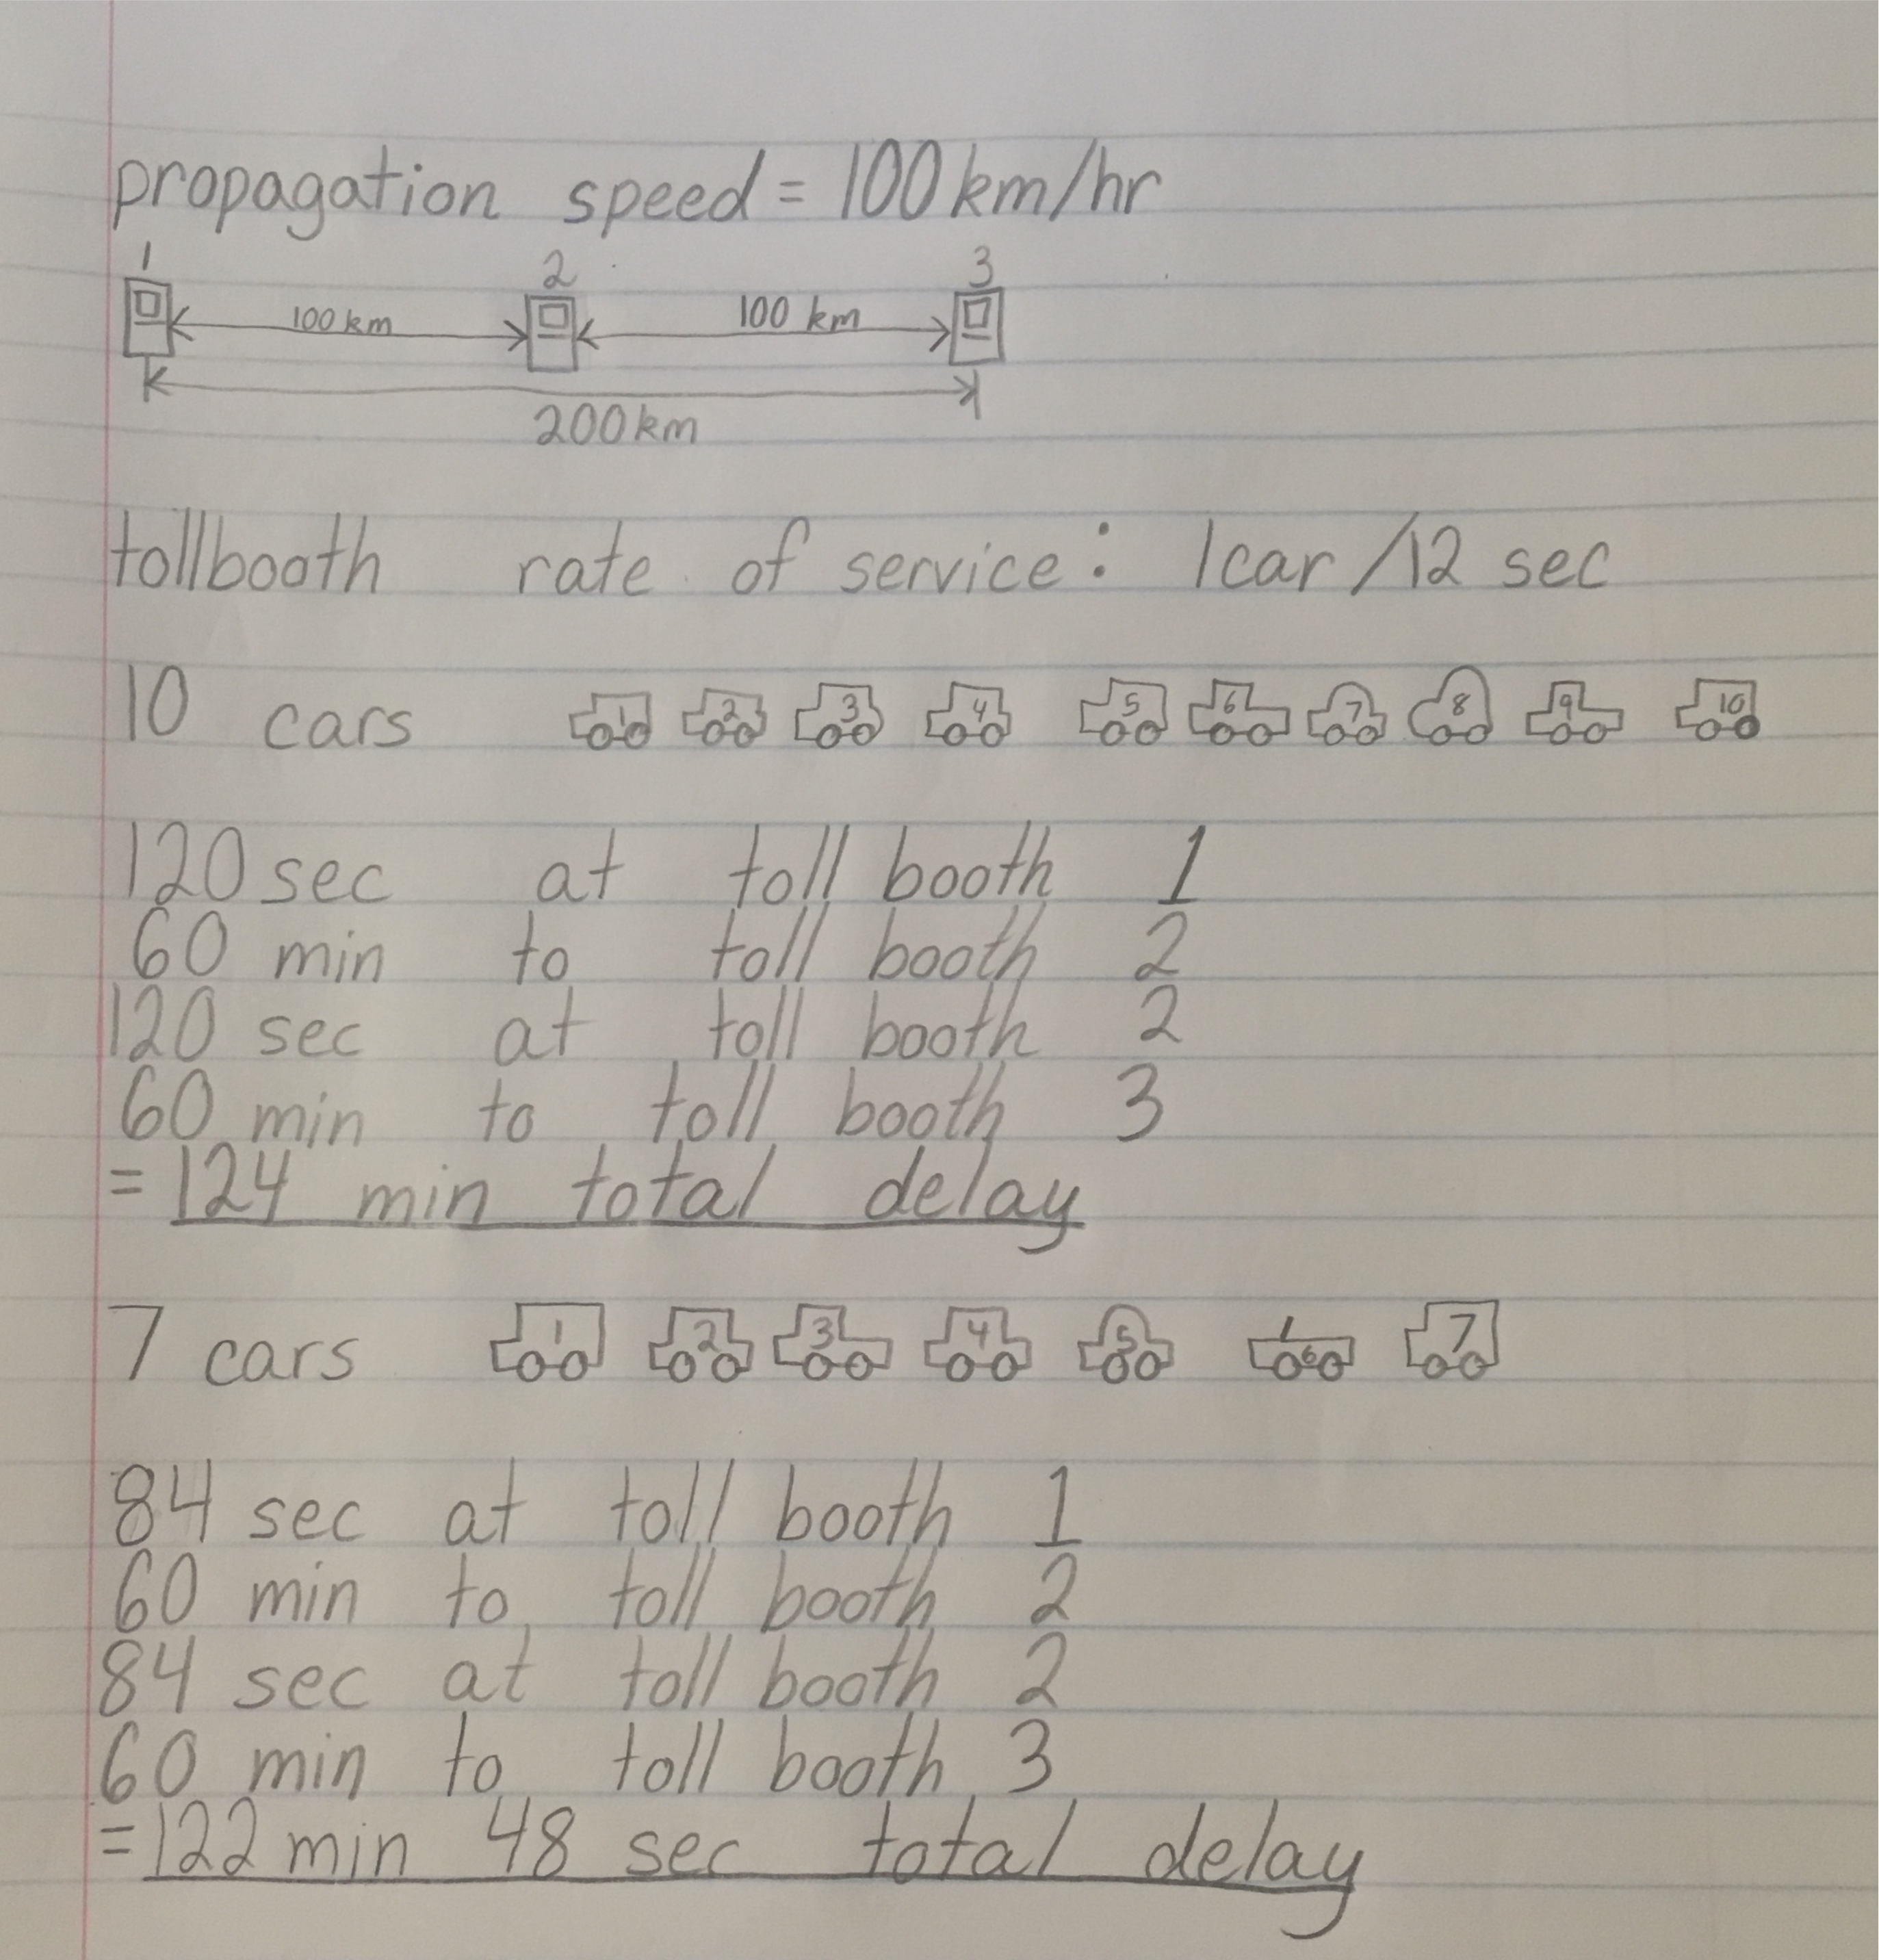 propagation speed = 100 km/hr
1 2 3
100 km 100 km
200 km
tollbooth rate of service: 1 car /12 sec
10 cars 1 2 3 4 5 6 7 8 9 10
120 sec at toll booth 1
60 min to toll booth 2
120 sec at toll booth 2
60 min to toll booth 3
= 124 min total delay
7 cars 1 2 3 4 5 6 7
84 sec at toll booth 1
60 min to toll booth 2
84 sec at toll booth 2
60 min to toll booth 3
= 122 min 48 sec total delay